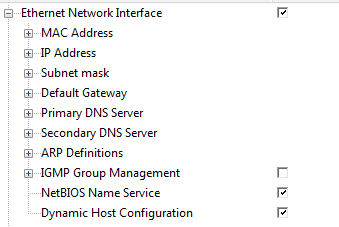 Ethernet Network Interface
MAC Address
IP Address
Subnet mask
Default Gateway
Primary DNS Server
Secondary DNS Server
ARP Definitions
IGMP Group Management
NetBIOS Name Service
Dynamic Host Configuration